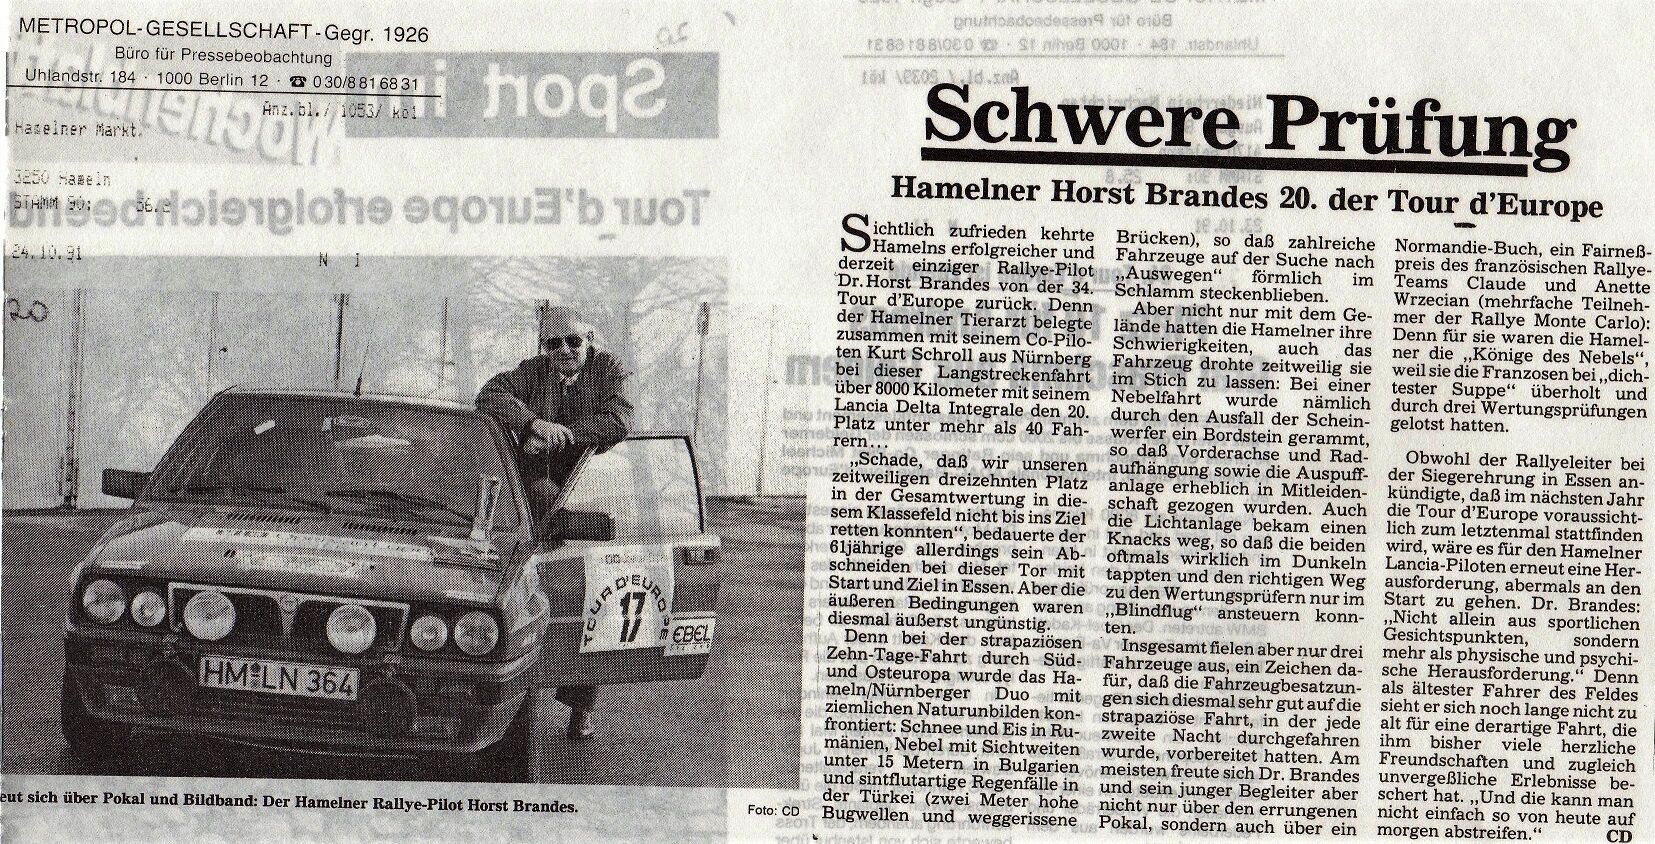 METROPOL-GESELLSCHAFT-Gegr. 1926
Büro für Pressebeobachtung
Uhlandstr. 184 · 1000 Berlin 12 · ☎ 030/8816831
Anz.bl./ 1053/ köl
Hamelner Markt.
3250 Hameln
STAMM 90: 36.2
24.10.91
N I
20
TOUR D'EUROPE
17
EBEL
HM-LN 364
eut sich über Pokal und Bildband: Der Hamelner Rallye-Pilot Horst Brandes.
Foto: CD
Schwere Prüfung
Hamelner Horst Brandes 20. der Tour d'Europe
Sichtlich zufrieden kehrte
Hamelns erfolgreicher und
derzeit einziger Rallye-Pilot
Dr. Horst Brandes von der 34.
Tour d'Europe zurück. Denn
der Hamelner Tierarzt belegte
zusammen mit seinem Co-Pilo-
ten Kurt Schroll aus Nürnberg
bei dieser Langstreckenfahrt
über 8000 Kilometer mit seinem
Lancia Delta Integrale den 20.
Platz unter mehr als 40 Fah-
rern...
„Schade, daß wir unseren
zeitweiligen dreizehnten Platz
in der Gesamtwertung in die-
sem Klassefeld nicht bis ins Ziel
retten konnten“, bedauerte der
61jährige allerdings sein Ab-
schneiden bei dieser Tor mit
Start und Ziel in Essen. Aber die
äußeren Bedingungen waren
diesmal äußerst ungünstig.
Denn bei der strapaziösen
Zehn-Tage-Fahrt durch Süd-
und Osteuropa wurde das Ha-
meln/Nürnberger Duo mit
ziemlichen Naturunbilden kon-
frontiert: Schnee und Eis in Ru-
mänien, Nebel mit Sichtweiten
unter 15 Metern in Bulgarien
und sintflutartige Regenfälle in
der Türkei (zwei Meter hohe
Bugwellen und weggerissene
Brücken), so daß zahlreiche
Fahrzeuge auf der Suche nach
„Auswegen“ förmlich im
Schlamm steckenblieben.
Aber nicht nur mit dem Ge-
lände hatten die Hamelner ihre
Schwierigkeiten, auch das
Fahrzeug drohte zeitweilig sie
im Stich zu lassen: Bei einer
Nebelfahrt wurde nämlich
durch den Ausfall der Schein-
werfer ein Bordstein gerammt,
so daß Vorderachse und Rad-
aufhängung sowie die Auspuff-
anlage erheblich in Mitleiden-
schaft gezogen wurden. Auch
die Lichtanlage bekam einen
Knacks weg, so daß die beiden
oftmals wirklich im Dunkeln
tappten und den richtigen Weg
zu den Wertungsprüfern nur im
„Blindflug“ ansteuern konn-
ten.
Insgesamt fielen aber nur drei
Fahrzeuge aus, ein Zeichen da-
für, daß die Fahrzeugbesatzun-
gen sich diesmal sehr gut auf die
strapaziöse Fahrt, in der jede
zweite Nacht durchgefahren
wurde, vorbereitet hatten. Am
meisten freute sich Dr. Brandes
und sein junger Begleiter aber
nicht nur über den errungenen
Pokal, sondern auch über ein
Normandie-Buch, ein Fairneß-
preis des französischen Rallye-
Teams Claude und Anette
Wrzecian (mehrfache Teilneh-
mer der Rallye Monte Carlo):
Denn für sie waren die Hamel-
ner die „Könige des Nebels“,
weil sie die Franzosen bei „dich-
tester Suppe“ überholt und
durch drei Wertungsprüfungen
gelotst hatten.
Obwohl der Rallyeleiter bei
der Siegerehrung in Essen an-
kündigte, daß im nächsten Jahr
die Tour d'Europe voraussicht-
lich zum letztenmal stattfinden
wird, wäre es für den Hamelner
Lancia-Piloten erneut eine Her-
ausforderung, abermals an den
Start zu gehen. Dr. Brandes:
„Nicht allein aus sportlichen
Gesichtspunkten, sondern
mehr als physische und psychi-
sche Herausforderung.“ Denn
als ältester Fahrer des Feldes
sieht er sich noch lange nicht zu
alt für eine derartige Fahrt, die
ihm bisher viele herzliche
Freundschaften und zugleich
unvergeßliche Erlebnisse be-
schert hat. „Und die kann man
nicht einfach so von heute auf
morgen abstreifen.“ CD